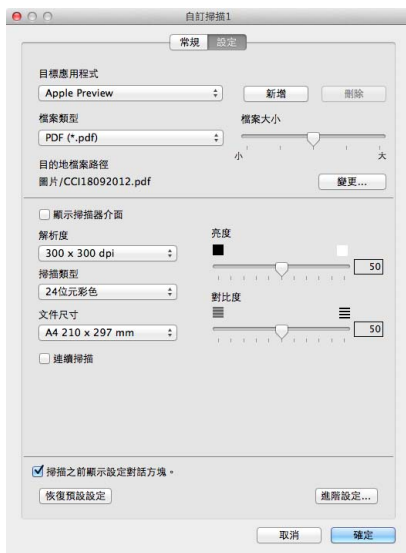 自訂掃描1
常規 設定
目標應用程式
Apple Preview 新增 刪除
檔案類型 檔案大小
PDF (*.pdf)
小 大
目的地檔案路徑
圖片/CCI18092012.pdf 變更...
顯示掃描器介面
解析度 亮度
300 x 300 dpi
50
掃描類型
24位元彩色
對比度
文件尺寸
A4 210 x 297 mm 50
連續掃描
掃描之前顯示設定對話方塊。
恢復預設設定 進階設定...
取消 確定